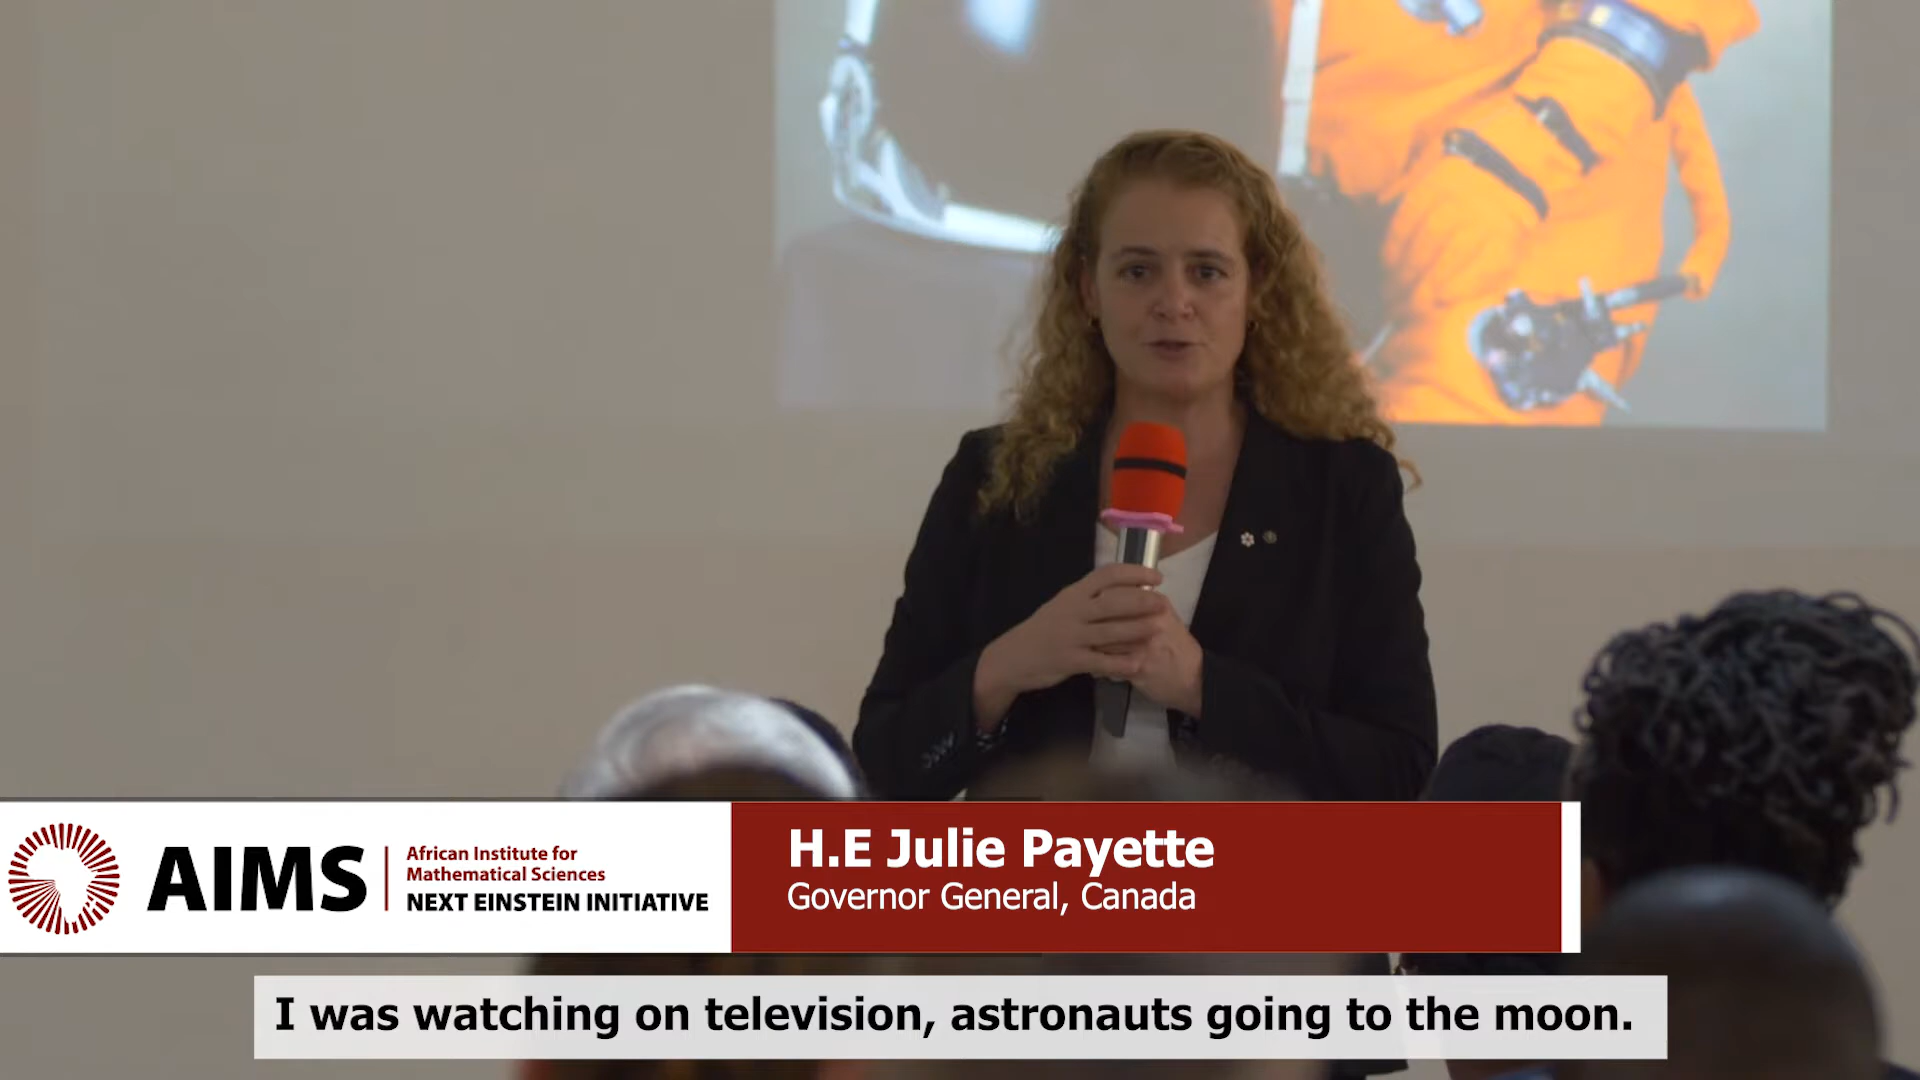 AIMS
African Institute for
Mathematical Sciences
NEXT EINSTEIN INITIATIVE
H.E Julie Payette
Governor General, Canada
I was watching on television, astronauts going to the moon.